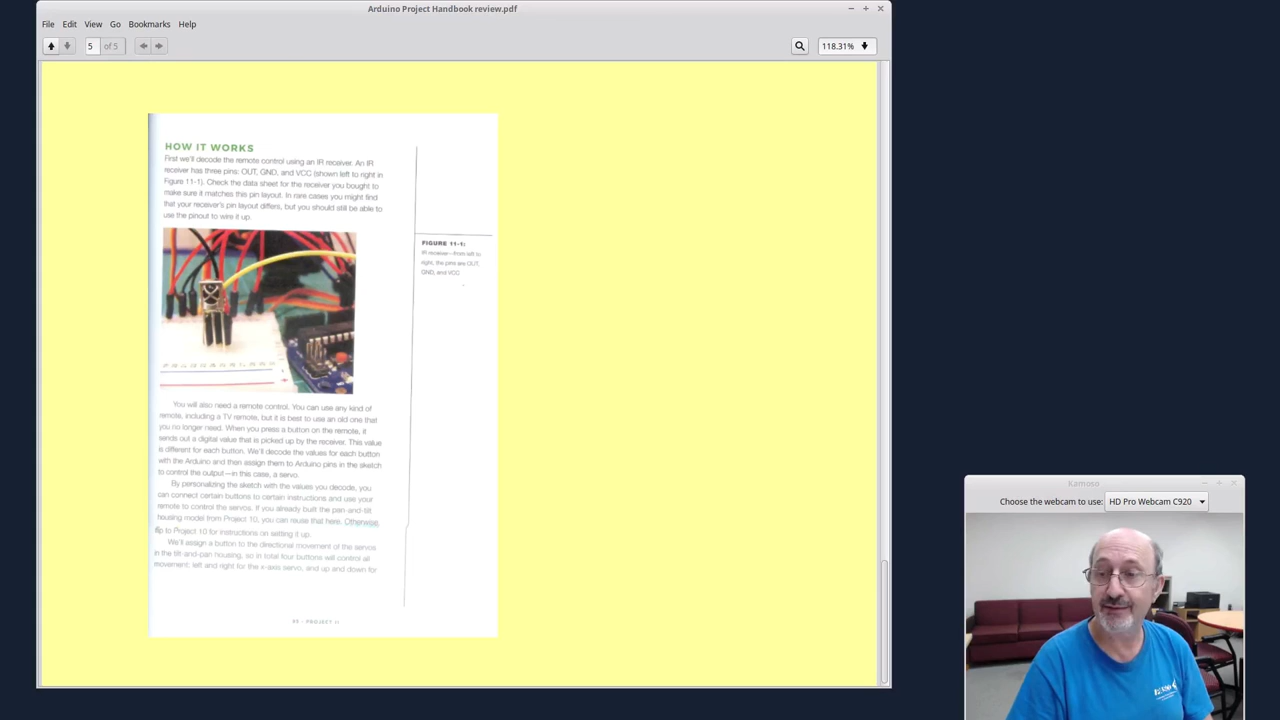 Arduino Project Handbook review.pdf
File Edit View Go Bookmarks Help
5 of 5
118.31%
HOW IT WORKS
First we'll decode the remote control using an IR receiver. An IR
receiver has three pins: OUT, GND, and VCC (shown left to right in
Figure 11-1). Check the data sheet for the receiver you bought to
make sure it matches this pin layout. In rare cases you might find
that your receiver's pin layout differs, but you should still be able to
use the pinout to wire it up.
FIGURE 11-1:
IR receiver—from left to
right, the pins are OUT,
GND, and VCC
You will also need a remote control. You can use any kind of
remote, including a TV remote, but it is best to use an old one that
you no longer need. When you press a button on the remote, it
sends out a digital value that is picked up by the receiver. This value
is different for each button. We'll decode the values for each button
with the Arduino and then assign them to Arduino pins in the sketch
to control the output—in this case, a servo.
By personalizing the sketch with the values you decode, you
can connect certain buttons to certain instructions and use your
remote to control the servos. If you already built the pan-and-tilt
housing model from Project 10, you can reuse that here. Otherwise,
flip to Project 10 for instructions on setting it up.
We'll assign a button to the directional movement of the servos
in the tilt-and-pan housing, so in total four buttons will control all
movement: left and right for the x-axis servo, and up and down for
PROJECT 11
Kamoso
Choose the webcam to use: HD Pro Webcam C920